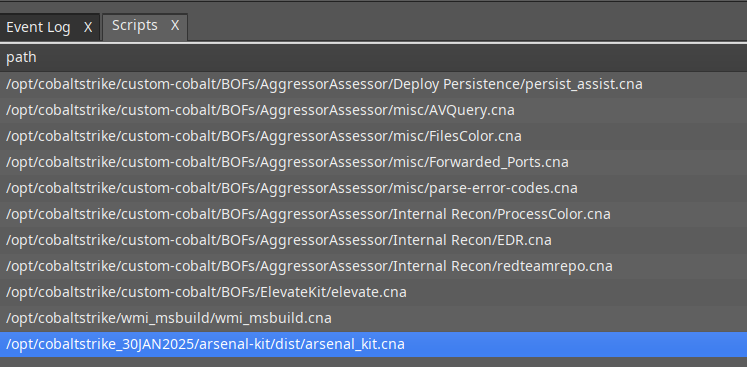 Event Log X Scripts X
path
/opt/cobaltstrike/custom-cobalt/BOFs/AggressorAssessor/Deploy Persistence/persist_assist.cna
/opt/cobaltstrike/custom-cobalt/BOFs/AggressorAssessor/misc/AVQuery.cna
/opt/cobaltstrike/custom-cobalt/BOFs/AggressorAssessor/misc/FilesColor.cna
/opt/cobaltstrike/custom-cobalt/BOFs/AggressorAssessor/misc/Forwarded_Ports.cna
/opt/cobaltstrike/custom-cobalt/BOFs/AggressorAssessor/misc/parse-error-codes.cna
/opt/cobaltstrike/custom-cobalt/BOFs/AggressorAssessor/Internal Recon/ProcessColor.cna
/opt/cobaltstrike/custom-cobalt/BOFs/AggressorAssessor/Internal Recon/EDR.cna
/opt/cobaltstrike/custom-cobalt/BOFs/AggressorAssessor/Internal Recon/redteamrepo.cna
/opt/cobaltstrike/custom-cobalt/BOFs/ElevateKit/elevate.cna
/opt/cobaltstrike/wmi_msbuild/wmi_msbuild.cna
/opt/cobaltstrike_30JAN2025/arsenal-kit/dist/arsenal_kit.cna